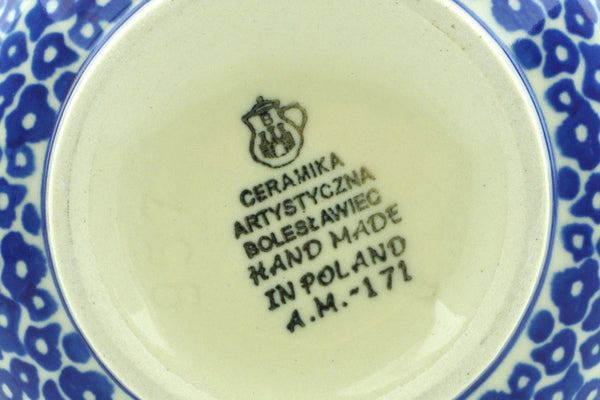 B
CERAMIKA
ARTYSTYCZNA
BOLESŁAWIEC
HAND MADE
IN POLAND
A.M.-171